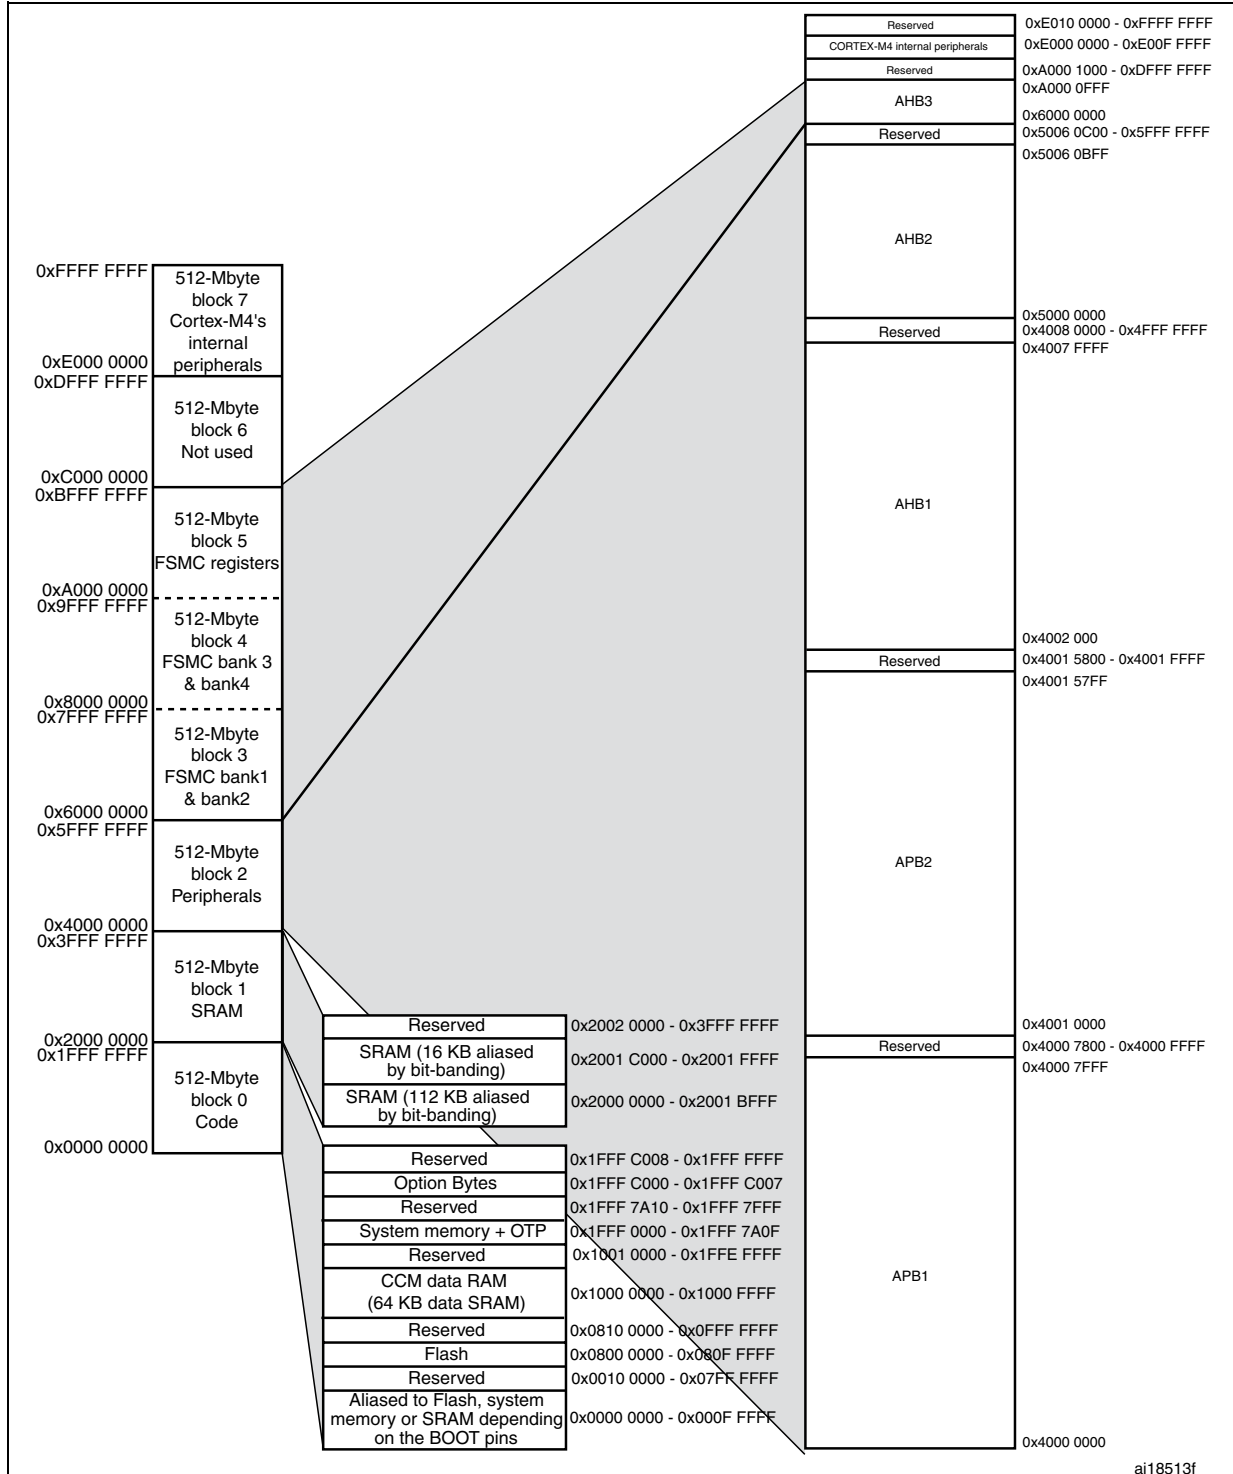 0xFFFF FFFF
512-Mbyte
block 7
Cortex-M4's
internal
peripherals
0xE000 0000
0xDFFF FFFF
512-Mbyte
block 6
Not used
0xC000 0000
0xBFFF FFFF
512-Mbyte
block 5
FSMC registers
0xA000 0000
0x9FFF FFFF
512-Mbyte
block 4
FSMC bank 3
& bank4
0x8000 0000
0x7FFF FFFF
512-Mbyte
block 3
FSMC bank1
& bank2
0x6000 0000
0x5FFF FFFF
512-Mbyte
block 2
Peripherals
0x4000 0000
0x3FFF FFFF
512-Mbyte
block 1
SRAM
0x2000 0000
0x1FFF FFFF
512-Mbyte
block 0
Code
0x0000 0000
Reserved 0x2002 0000 - 0x3FFF FFFF
SRAM (16 KB aliased
by bit-banding)
0x2001 C000 - 0x2001 FFFF
SRAM (112 KB aliased
by bit-banding)
0x2000 0000 - 0x2001 BFFF
Reserved 0x1FFF C008 - 0x1FFF FFFF
Option Bytes 0x1FFF C000 - 0x1FFF C007
Reserved 0x1FFF 7A10 - 0x1FFF 7FFF
System memory + OTP 0x1FFF 0000 - 0x1FFF 7A0F
Reserved 0x1001 0000 - 0x1FFE FFFF
CCM data RAM
(64 KB data SRAM)
0x1000 0000 - 0x1000 FFFF
Reserved 0x0810 0000 - 0x0FFF FFFF
Flash 0x0800 0000 - 0x080F FFFF
Reserved 0x0010 0000 - 0x07FF FFFF
Aliased to Flash, system
memory or SRAM depending
on the BOOT pins
0x0000 0000 - 0x000F FFFF
Reserved 0xE010 0000 - 0xFFFF FFFF
CORTEX-M4 internal peripherals 0xE000 0000 - 0xE00F FFFF
Reserved 0xA000 1000 - 0xDFFF FFFF
0xA000 0FFF
AHB3
0x6000 0000
Reserved 0x5006 0C00 - 0x5FFF FFFF
0x5006 0BFF
AHB2
0x5000 0000
Reserved 0x4008 0000 - 0x4FFF FFFF
0x4007 FFFF
AHB1
0x4002 000
Reserved 0x4001 5800 - 0x4001 FFFF
0x4001 57FF
APB2
0x4001 0000
Reserved 0x4000 7800 - 0x4000 FFFF
0x4000 7FFF
APB1
0x4000 0000
ai18513f